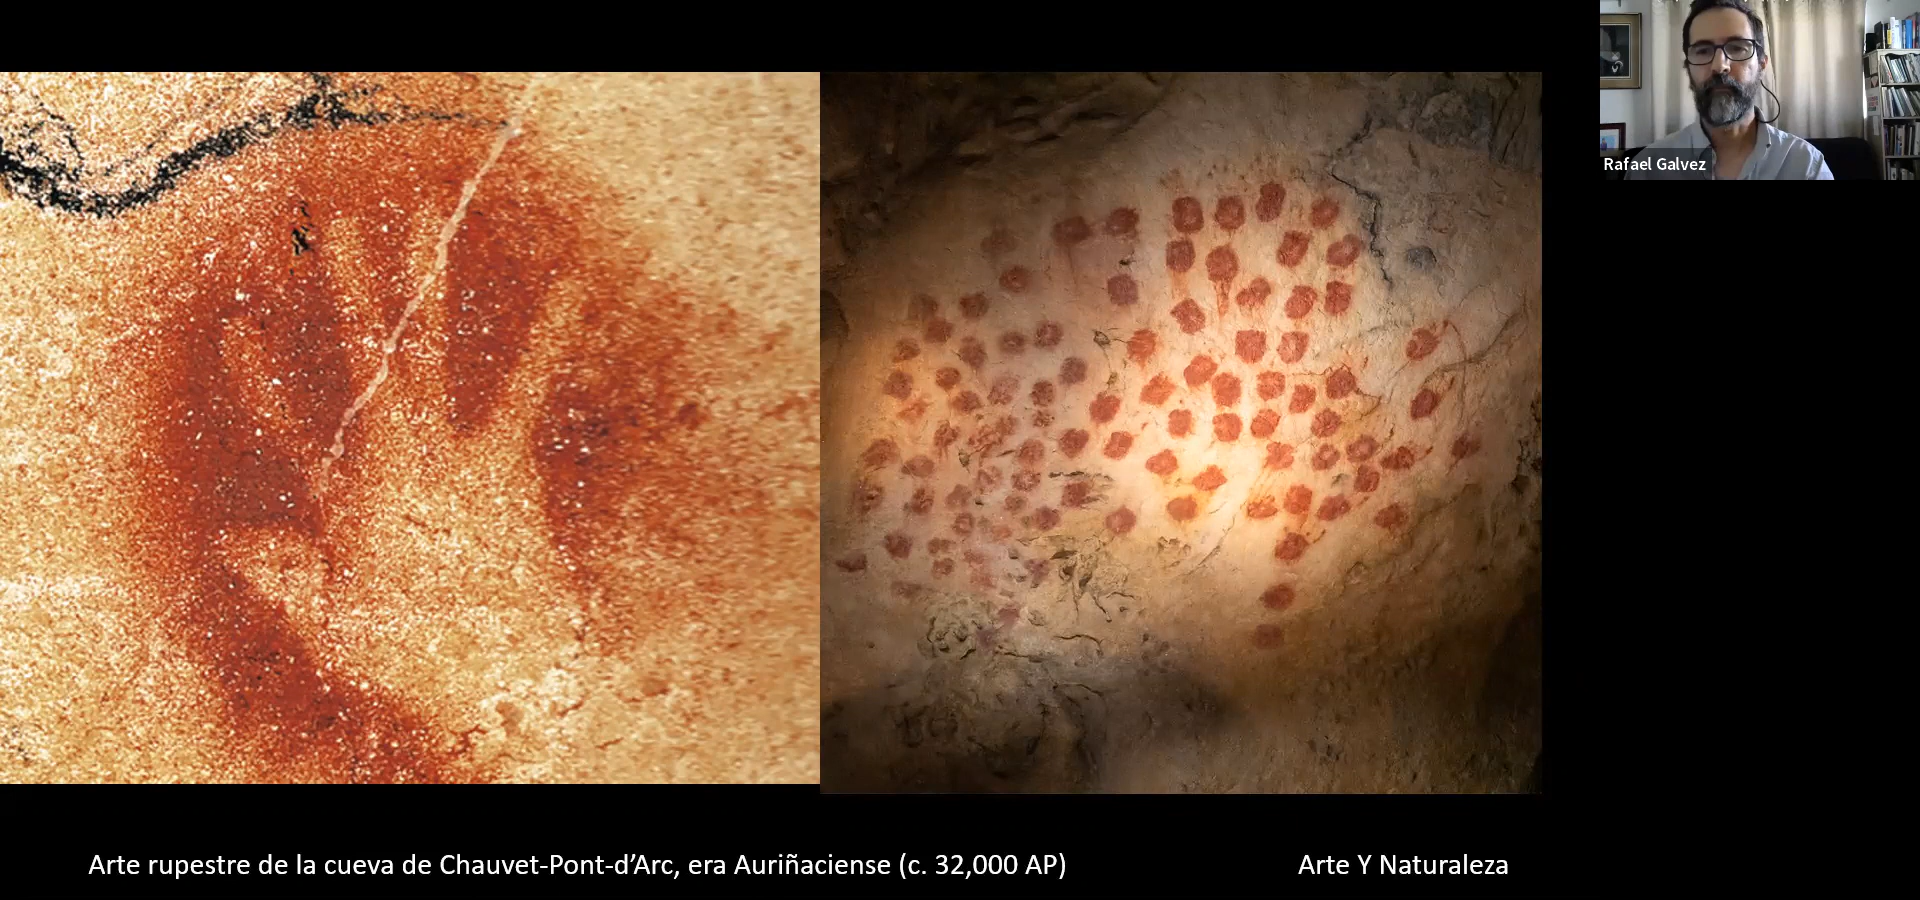 Rafael Galvez
Arte rupestre de la cueva de Chauvet-Pont-d’Arc, era Auriñaciense (c. 32,000 AP)
Arte Y Naturaleza